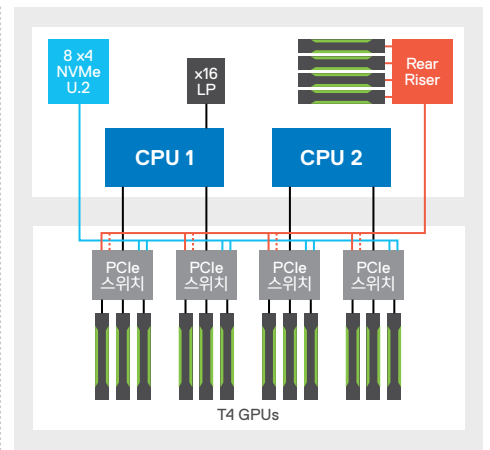 8 x4
NVMe
U.2
x16
LP
Rear
Riser
CPU 1
CPU 2
PCIe
스위치
PCIe
스위치
PCIe
스위치
PCIe
스위치
T4 GPUs